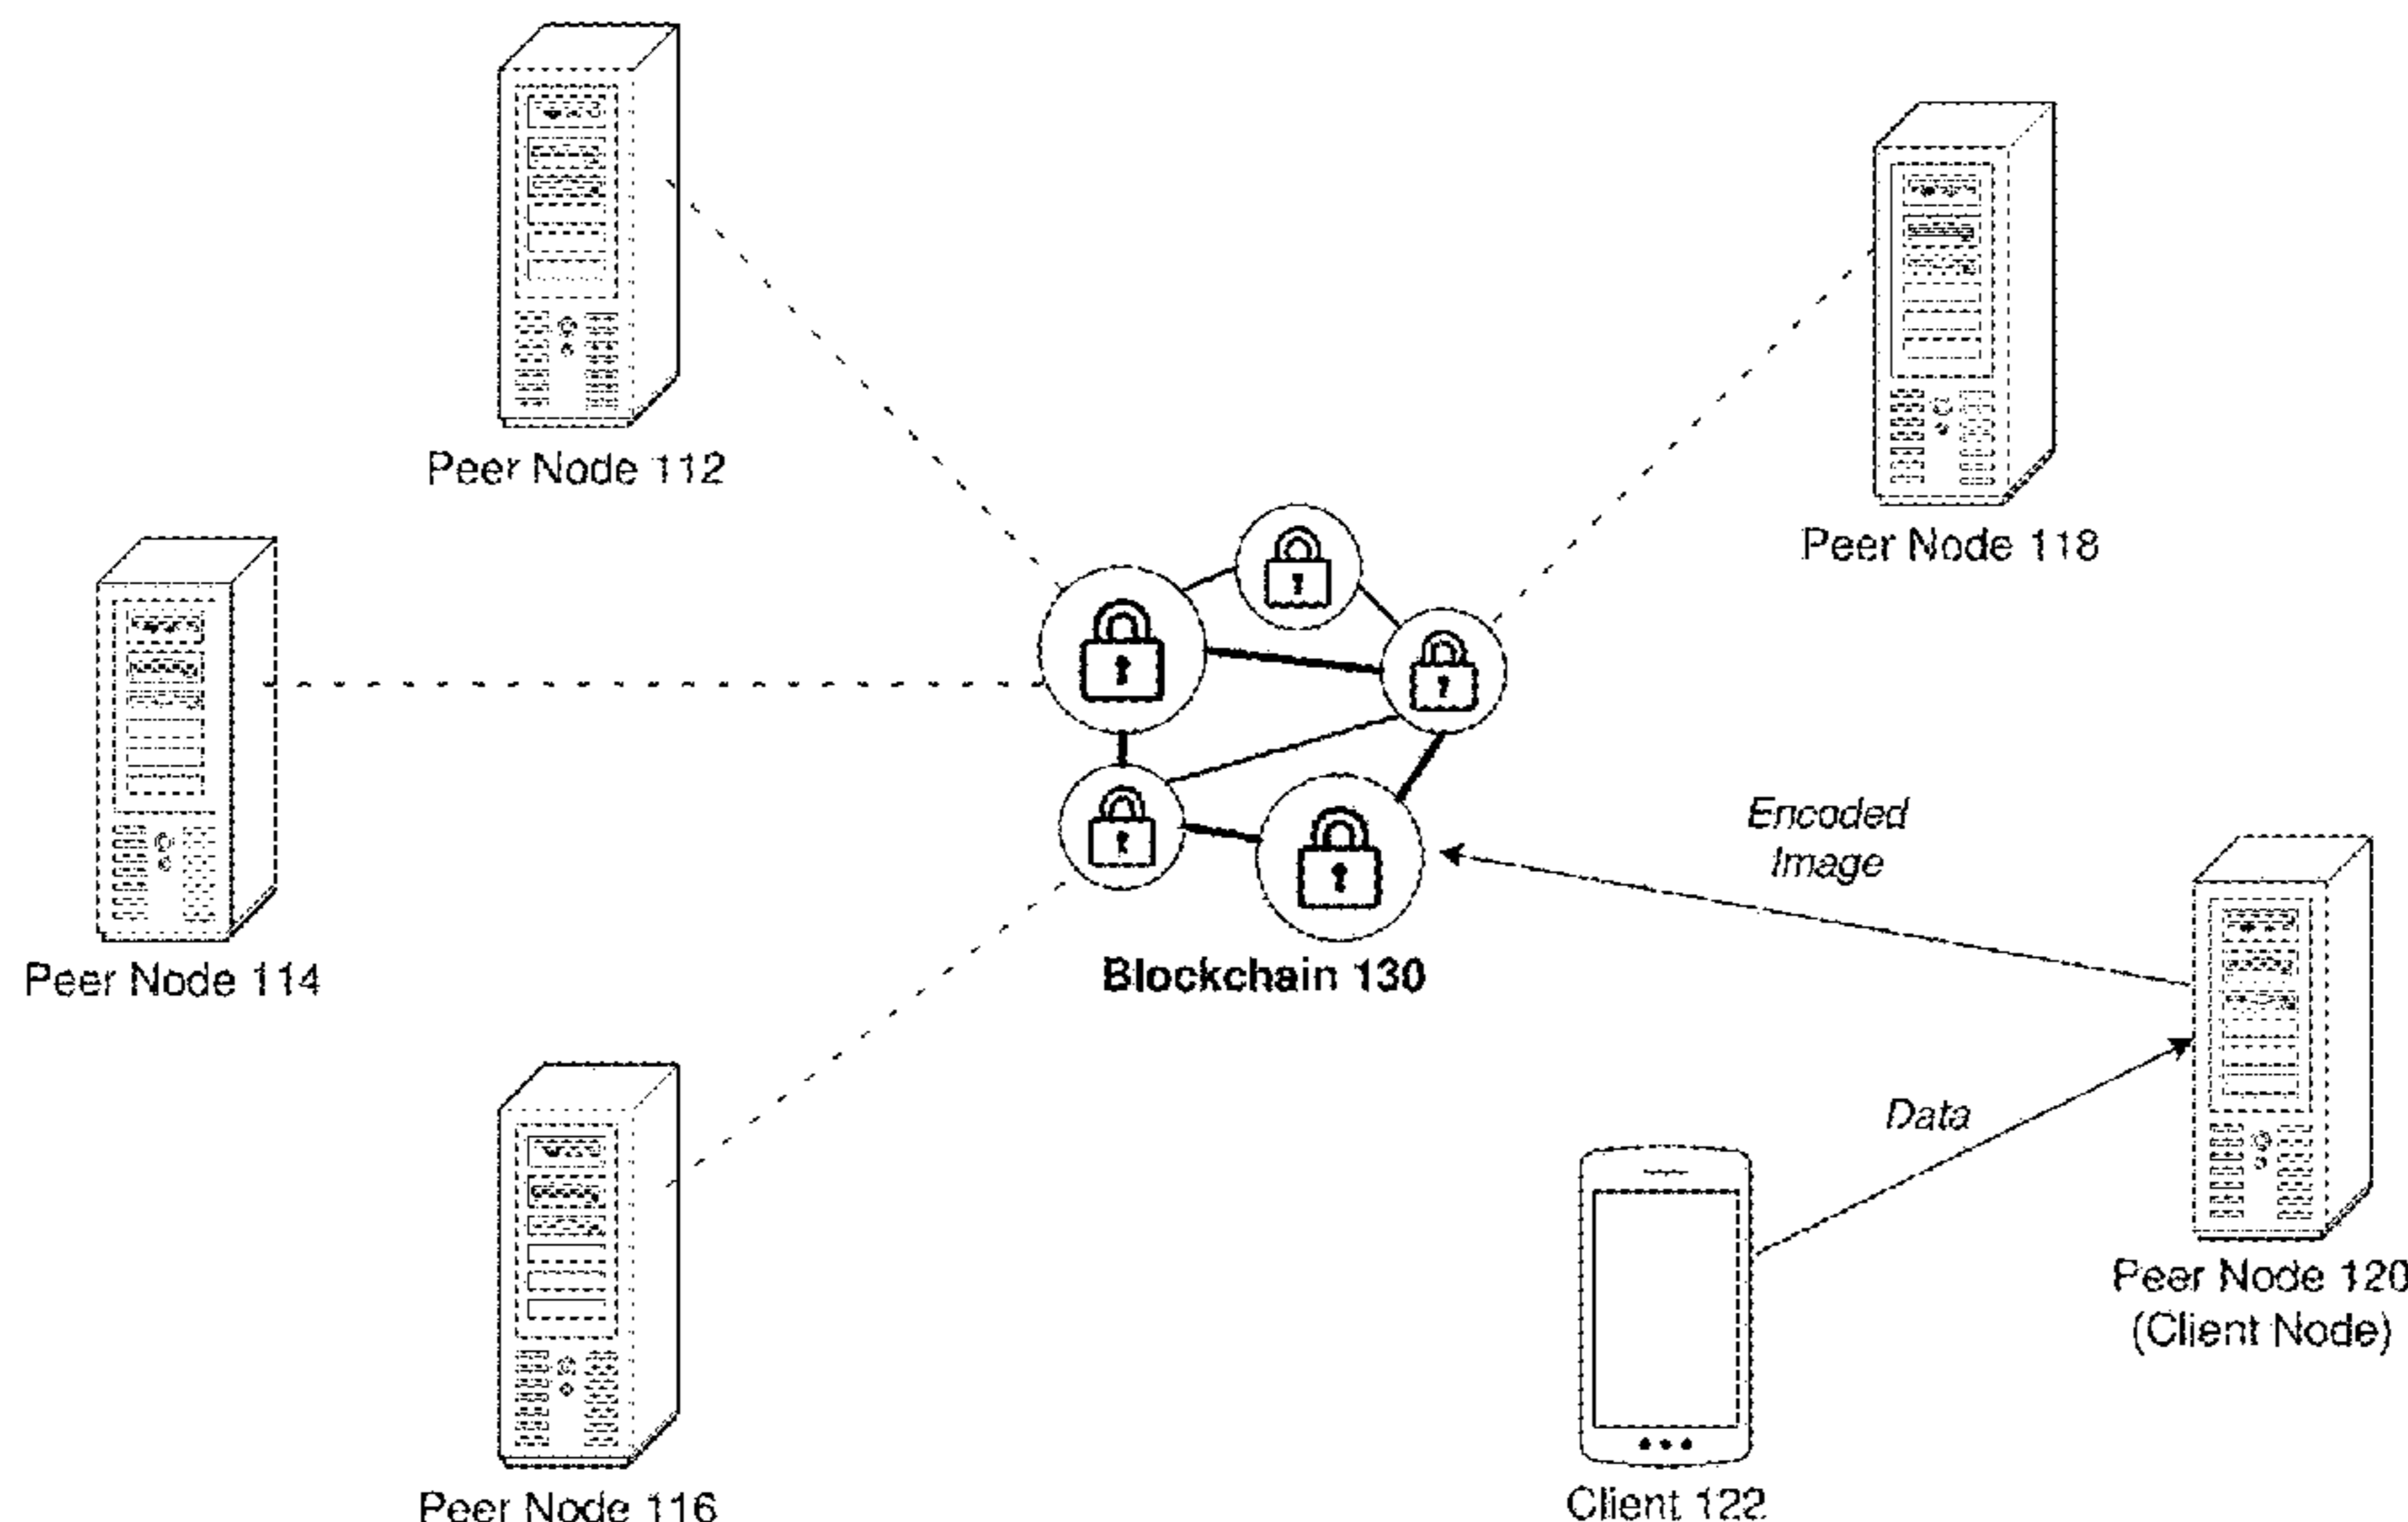 Peer Node 112
Peer Node 118
Peer Node 114
Encoded
Image
Blockchain 130
Data
Peer Node 120
(Client Node)
Peer Node 116
Client 122